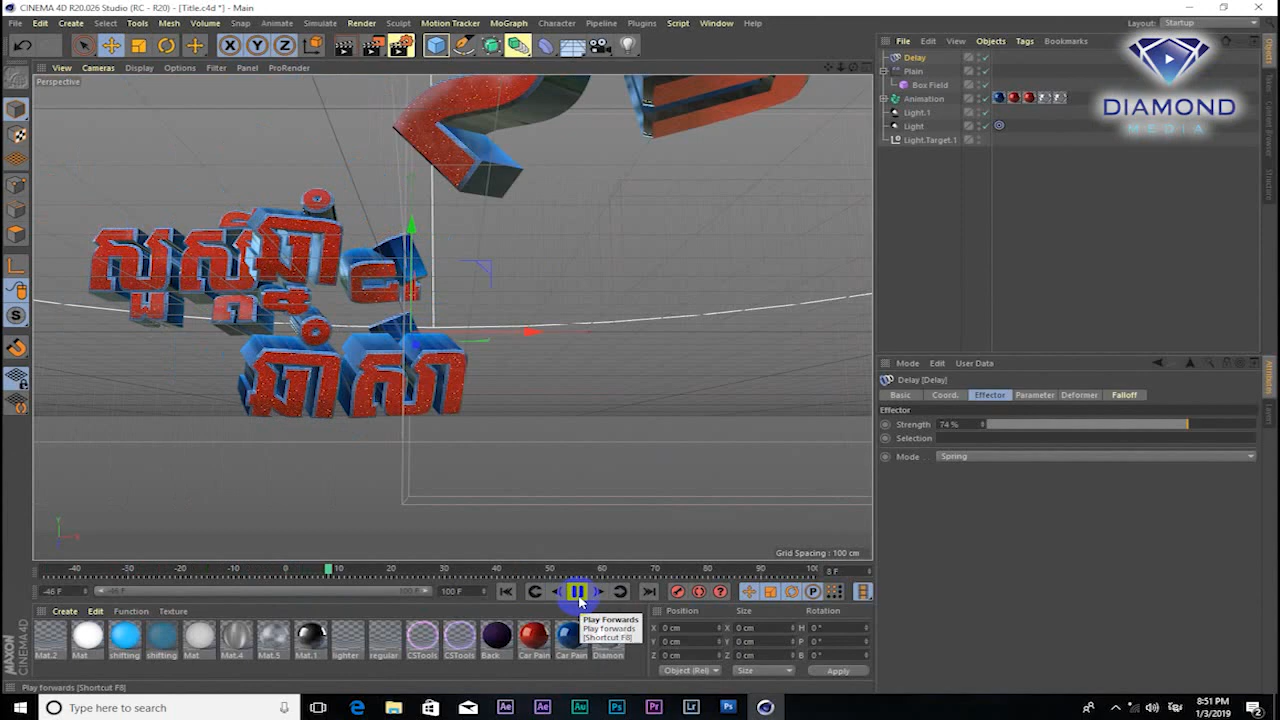 CINEMA 4D R20.026 Studio (RC - R20) - [Title.c4d *] - Main
File Edit Create Select Tools Mesh Volume Snap Animate Simulate Render Sculpt Motion Tracker MoGraph Character Pipeline Plugins Script Window Help
Layout: Startup
X Y Z
View Cameras Display Options Filter Panel ProRender
Perspective
File Edit View Objects Tags Bookmarks
Delay
Plain
Box Field
Animation
Light.1
Light
Light.Target.1
DIAMOND
MEDIA
Objects
Takes
Content Browser
Structure
Grid Spacing : 100 cm
Mode Edit User Data
Delay [Delay]
Basic Coord. Effector Parameter Deformer Falloff
Effector
Strength 74 %
Selection
Mode Spring
Attributes
Layers
-40 -30 -20 -10 0 10 20 30 40 50 60 70 80 90 100 8 F
-46 F -46 F 100 F 100 F
Play Forwards
Play forwards
[Shortcut F8]
Create Edit Function Texture
Mat.2 Mat shifting shifting Mat Mat.4 Mat.5 Mat.1 lighter regular CSTools CSTools Back Car Pain Car Pain Diamon
Position Size Rotation
X 0 cm X 0 cm H 0 °
Y 0 cm Y 0 cm P 0 °
Z 0 cm Z 0 cm B 0 °
Object (Rel) Size Apply
MAXON
CINEMA 4D
Play forwards [Shortcut F8]
Type here to search
8:51 PM
1/3/2019